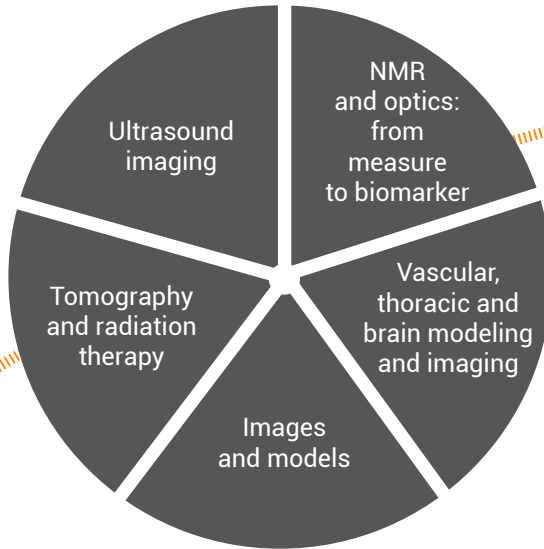 Ultrasound
imaging
NMR
and optics:
from
measure
to biomarker
Vascular,
thoracic and
brain modeling
and imaging
Images
and models
Tomography
and radiation
therapy